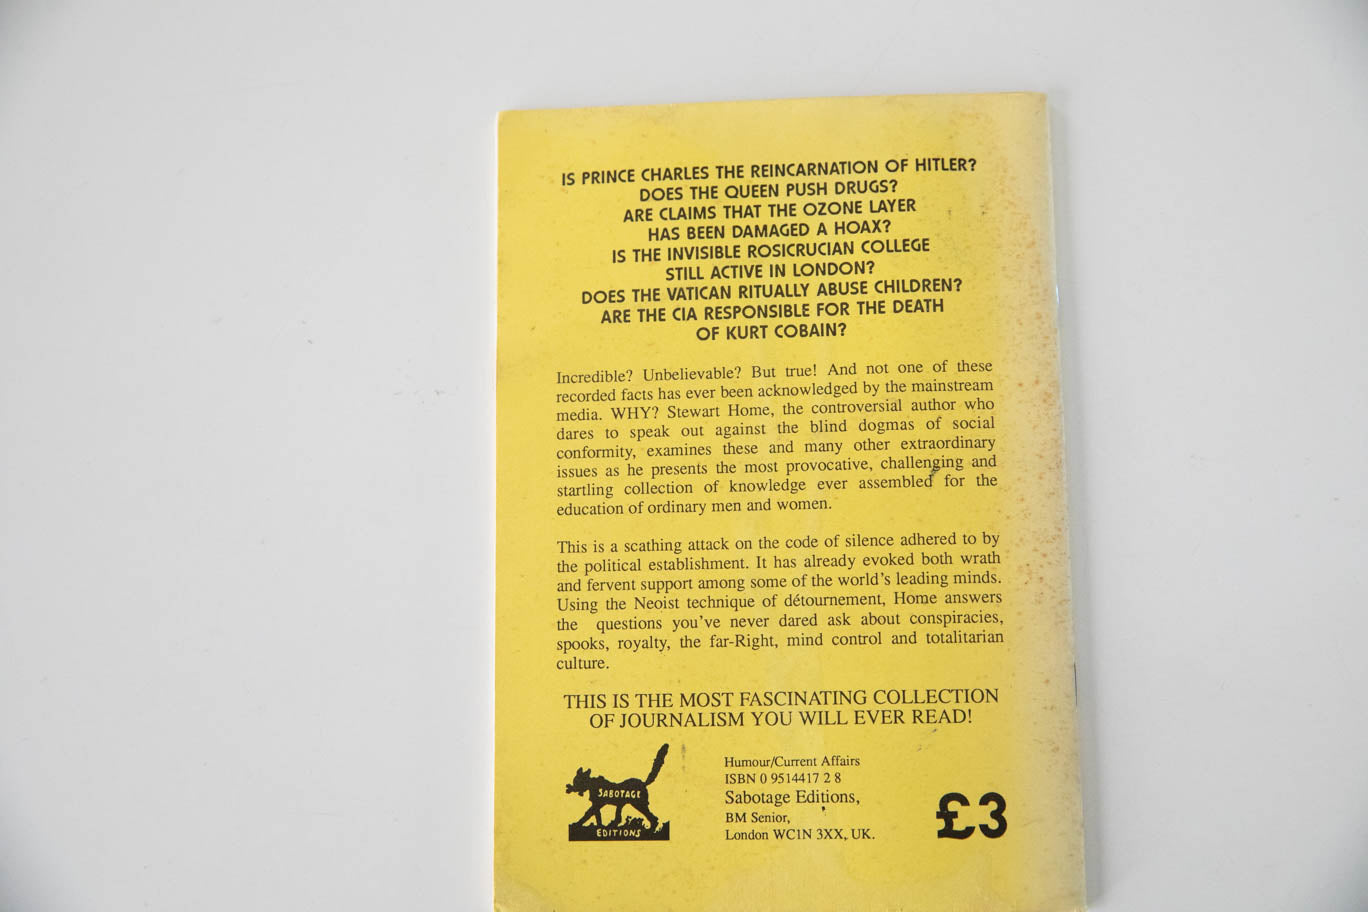 IS PRINCE CHARLES THE REINCARNATION OF HITLER?
DOES THE QUEEN PUSH DRUGS?
ARE CLAIMS THAT THE OZONE LAYER
HAS BEEN DAMAGED A HOAX?
IS THE INVISIBLE ROSICRUCIAN COLLEGE
STILL ACTIVE IN LONDON?
DOES THE VATICAN RITUALLY ABUSE CHILDREN?
ARE THE CIA RESPONSIBLE FOR THE DEATH
OF KURT COBAIN?
Incredible? Unbelievable? But true! And not one of these
recorded facts has ever been acknowledged by the mainstream
media. WHY? Stewart Home, the controversial author who
dares to speak out against the blind dogmas of social
conformity, examines these and many other extraordinary
issues as he presents the most provocative, challenging and
startling collection of knowledge ever assembled for the
education of ordinary men and women.
This is a scathing attack on the code of silence adhered to by
the political establishment. It has already evoked both wrath
and fervent support among some of the world's leading minds.
Using the Neoist technique of détournement, Home answers
the questions you've never dared ask about conspiracies,
spooks, royalty, the far-Right, mind control and totalitarian
culture.
THIS IS THE MOST FASCINATING COLLECTION
OF JOURNALISM YOU WILL EVER READ!
SABOTAGE
EDITIONS
Humour/Current Affairs
ISBN 0 9514417 2 8
Sabotage Editions,
BM Senior,
London WC1N 3XX, UK.
£3